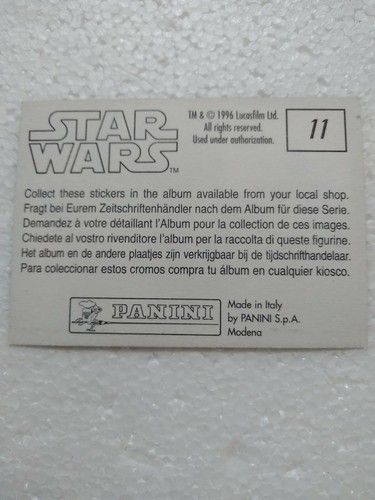 STAR
WARS™
TM & © 1996 Lucasfilm Ltd.
All rights reserved.
Used under authorization.
11
Collect these stickers in the album available from your local shop.
Fragt bei Eurem Zeitschriftenhändler nach dem Album für diese Serie.
Demandez à votre détaillant l'Album pour la collection de ces images.
Chiedete al vostro rivenditore l'album per la raccolta di queste figurine.
Het album en de andere plaatjes zijn verkrijgbaar bij de tijdschrifthandelaar.
Para coleccionar estos cromos compra tu álbum en cualquier kiosco.
PANINI
Made in Italy
by PANINI S.p.A.
Modena